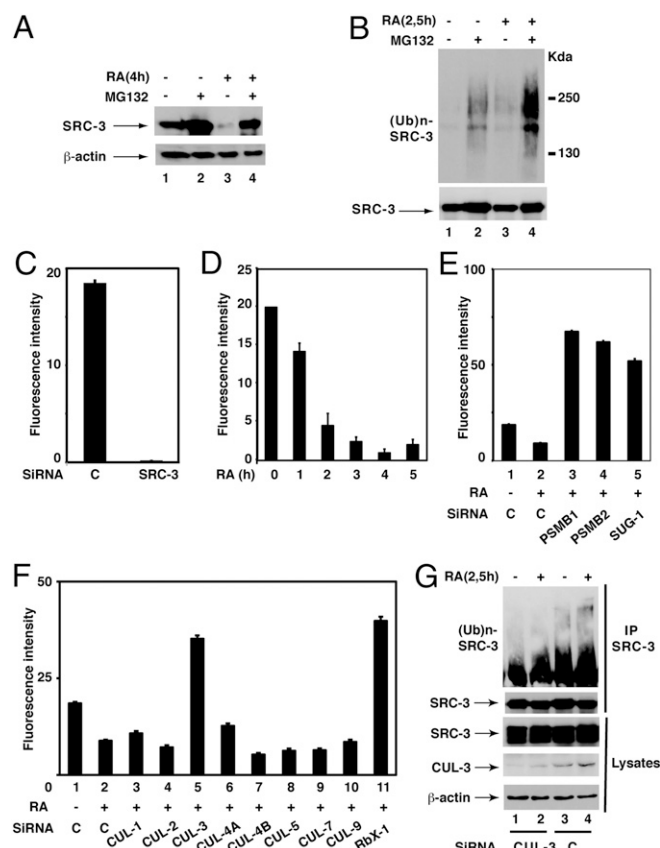 A
RA(4h) - - + +
MG132 - + - +
SRC-3
β-actin
1 2 3 4
B
RA(2,5h) - - + +
MG132 - + - +
Kda
250
(Ub)n-
SRC-3
130
SRC-3
1 2 3 4
C
Fluorescence intensity
20
10
0
SiRNA C SRC-3
D
Fluorescence intensity
25
20
15
10
5
0
RA (h) 0 1 2 3 4 5
E
Fluorescence intensity
100
50
0
1 2 3 4 5
RA - + + + +
SiRNA C C PSMB1 PSMB2 SUG-1
F
Fluorescence intensity
50
25
0
1 2 3 4 5 6 7 8 9 10 11
RA - + + + + + + + + + +
SiRNA C C CUL-1 CUL-2 CUL-3 CUL-4A CUL-4B CUL-5 CUL-7 CUL-9 RbX-1
G
RA(2,5h) - + - +
(Ub)n-
SRC-3
IP
SRC-3
SRC-3
SRC-3
CUL-3
Lysates
β-actin
1 2 3 4
SiRNA CUL-3 C